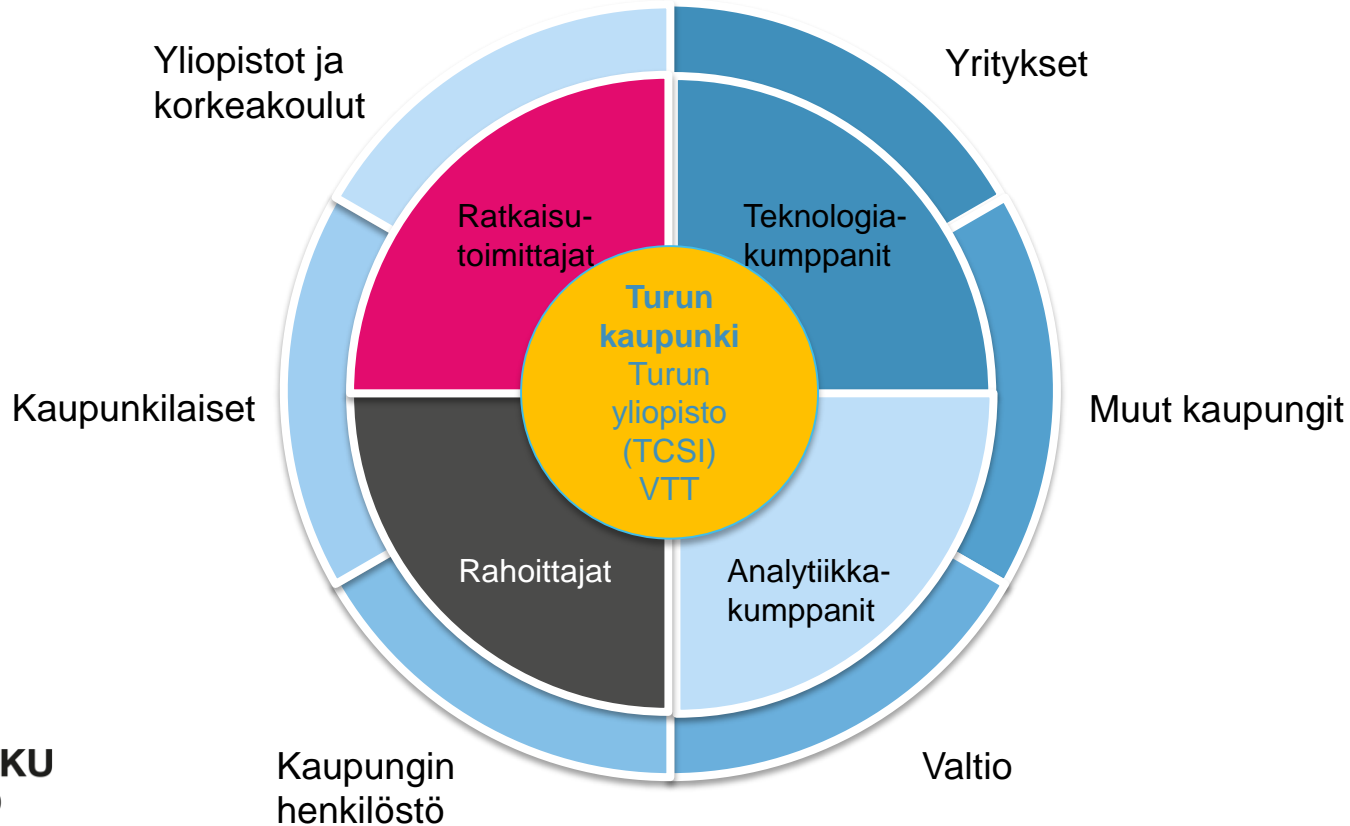 Yliopistot ja
korkeakoulut
Yritykset
Ratkaisu-
toimittajat
Teknologia-
kumppanit
Turun
kaupunki
Turun
yliopisto
(TCSI)
VTT
Kaupunkilaiset
Muut kaupungit
Rahoittajat
Analytiikka-
kumppanit
KU
Kaupungin
henkilöstö
Valtio